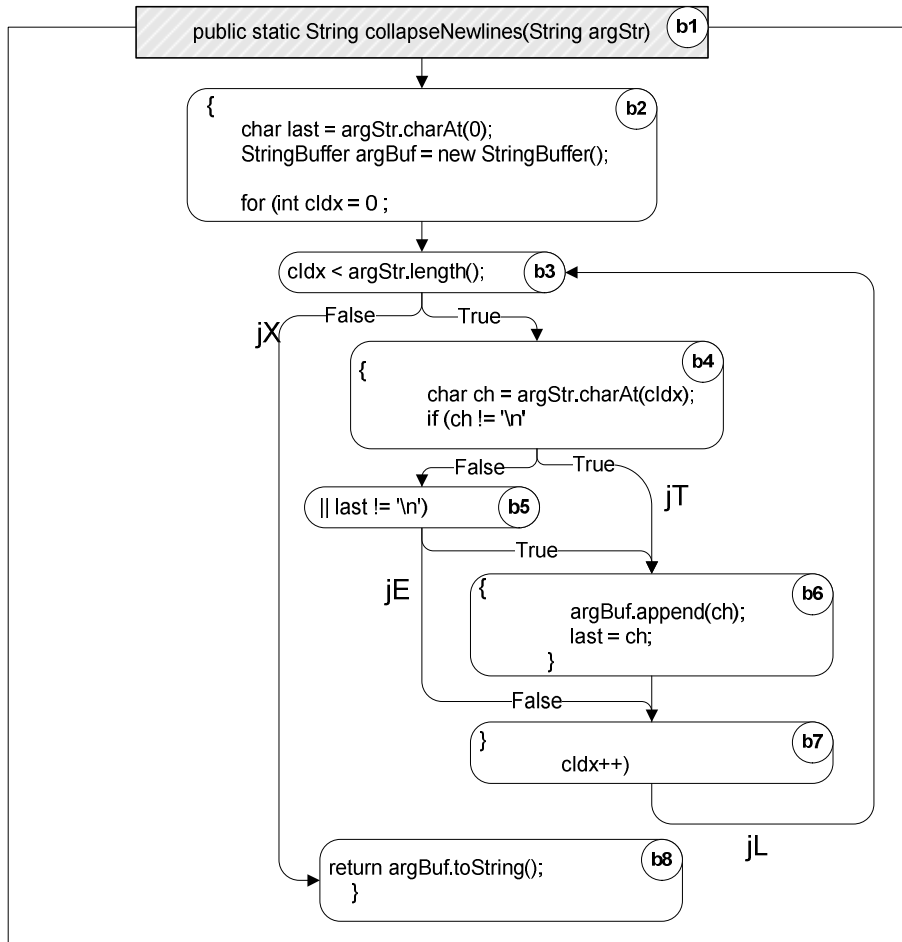 public static String collapseNewlines(String argStr)
b1
{
b2
char last = argStr.charAt(0);
StringBuffer argBuf = new StringBuffer();
for (int cIdx = 0 ;
cIdx < argStr.length();
b3
False
True
jX
b4
{
char ch = argStr.charAt(cIdx);
if (ch != '\n'
False
True
|| last != '\n')
b5
jT
True
jE
{
b6
argBuf.append(ch);
last = ch;
}
False
}
b7
cIdx++)
jL
b8
return argBuf.toString();
}